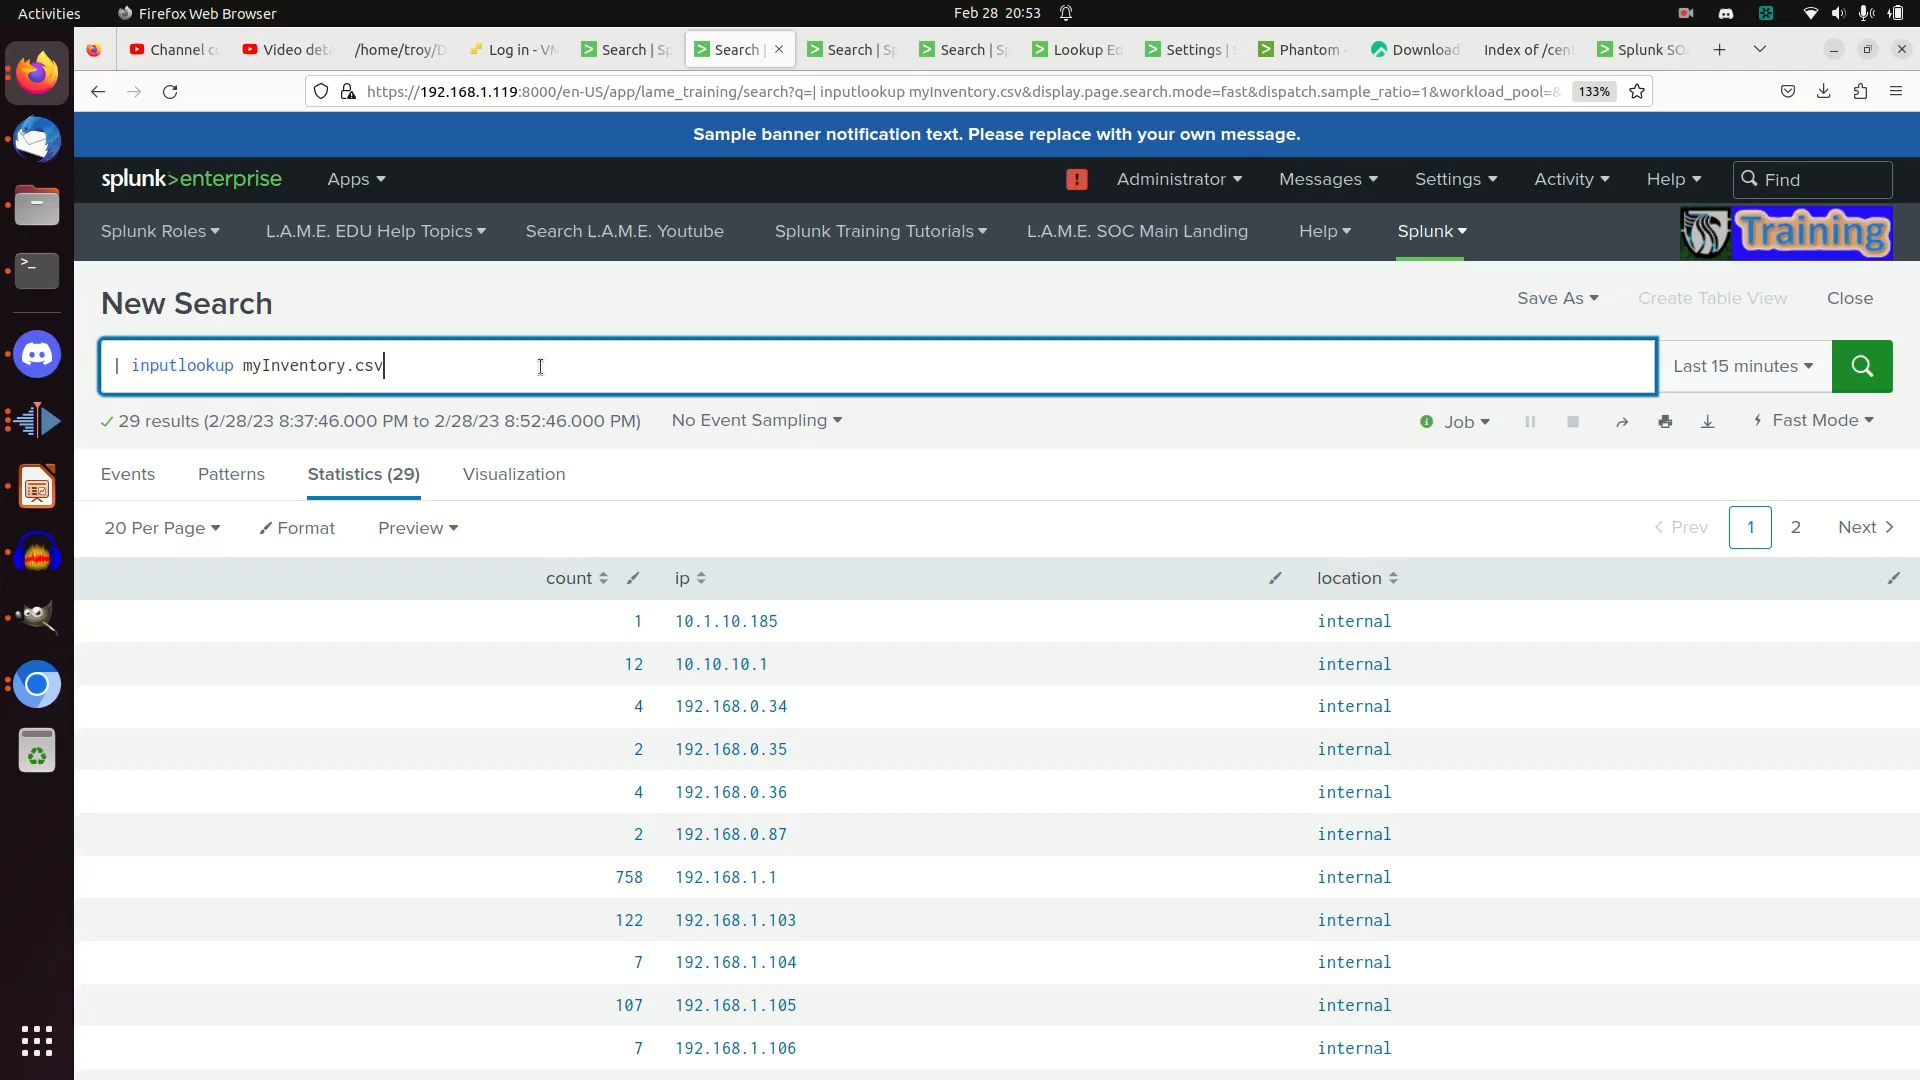 Activities Firefox Web Browser Feb 28 20:53
Channel co Video deta /home/troy/D Log in - VM Search | Sp Search | Search | Sp Search | Sp Lookup Ed Settings | S Phantom - Download Index of /cent Splunk SO
https://192.168.1.119:8000/en-US/app/lame_training/search?q=| inputlookup myInventory.csv&display.page.search.mode=fast&dispatch.sample_ratio=1&workload_pool=& 133%
Sample banner notification text. Please replace with your own message.
splunk>enterprise Apps ! Administrator Messages Settings Activity Help Find
Splunk Roles L.A.M.E. EDU Help Topics Search L.A.M.E. Youtube Splunk Training Tutorials L.A.M.E. SOC Main Landing Help Splunk Training
New Search Save As Create Table View Close
| inputlookup myInventory.csv Last 15 minutes
29 results (2/28/23 8:37:46.000 PM to 2/28/23 8:52:46.000 PM) No Event Sampling Job Fast Mode
Events Patterns Statistics (29) Visualization
20 Per Page Format Preview < Prev 1 2 Next >
count ip location
1 10.1.10.185 internal
12 10.10.10.1 internal
4 192.168.0.34 internal
2 192.168.0.35 internal
4 192.168.0.36 internal
2 192.168.0.87 internal
758 192.168.1.1 internal
122 192.168.1.103 internal
7 192.168.1.104 internal
107 192.168.1.105 internal
7 192.168.1.106 internal